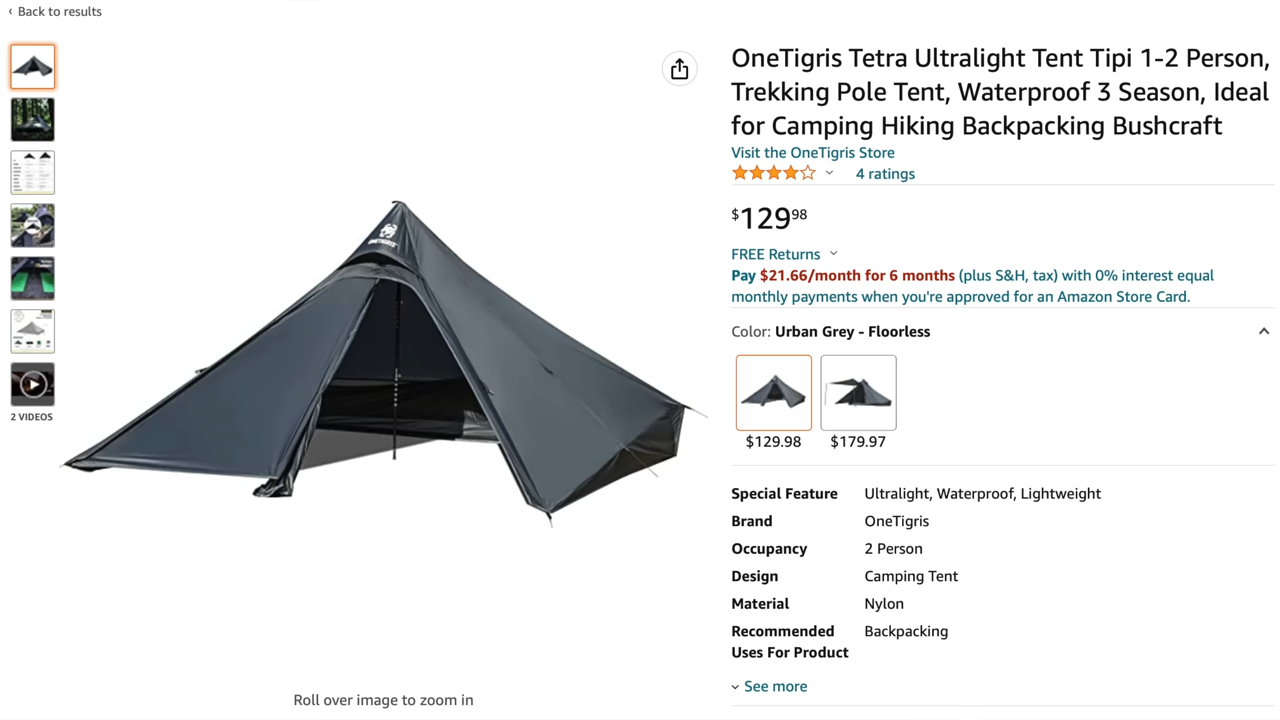 ‹ Back to results
OneTigris Tetra Ultralight Tent Tipi 1-2 Person,
Trekking Pole Tent, Waterproof 3 Season, Ideal
for Camping Hiking Backpacking Bushcraft
Visit the OneTigris Store
4 ratings
$129.98
FREE Returns
Pay $21.66/month for 6 months (plus S&H, tax) with 0% interest equal
monthly payments when you're approved for an Amazon Store Card.
Color: Urban Grey - Floorless
$129.98 $179.97
Special Feature Ultralight, Waterproof, Lightweight
Brand OneTigris
Occupancy 2 Person
Design Camping Tent
Material Nylon
Recommended Backpacking
Uses For Product
See more
ONETIGRIS
2 VIDEOS
Roll over image to zoom in